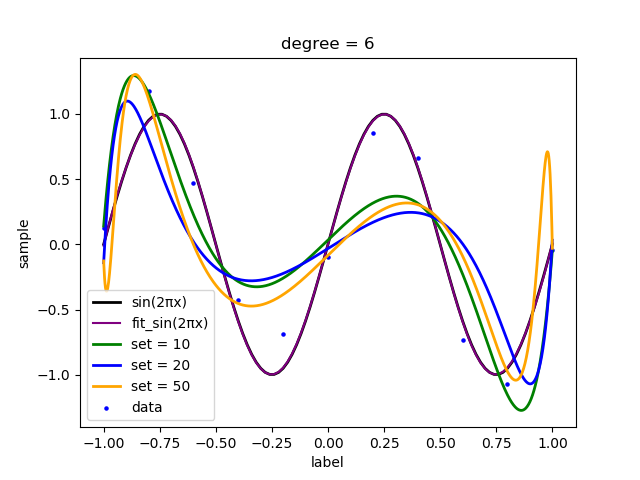 degree = 6
sample
1.0
0.5
0.0
−0.5
−1.0
sin(2πx)
fit_sin(2πx)
set = 10
set = 20
set = 50
data
−1.00 −0.75 −0.50 −0.25 0.00 0.25 0.50 0.75 1.00
label